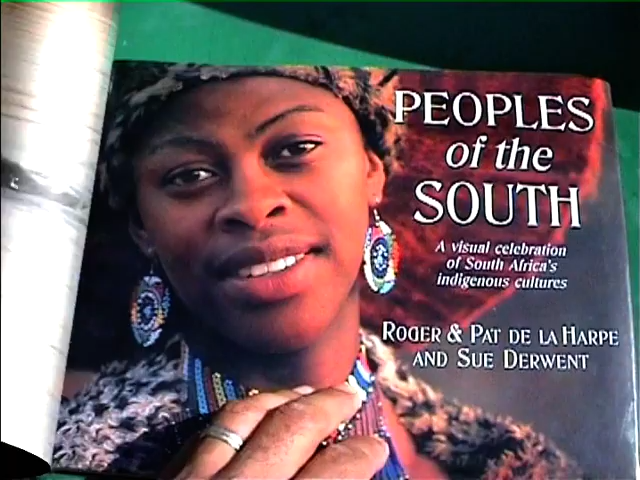 PEOPLES
of the
SOUTH
A visual celebration
of South Africa's
indigenous cultures
ROGER & PAT DE LA HARPE
AND SUE DERWENT